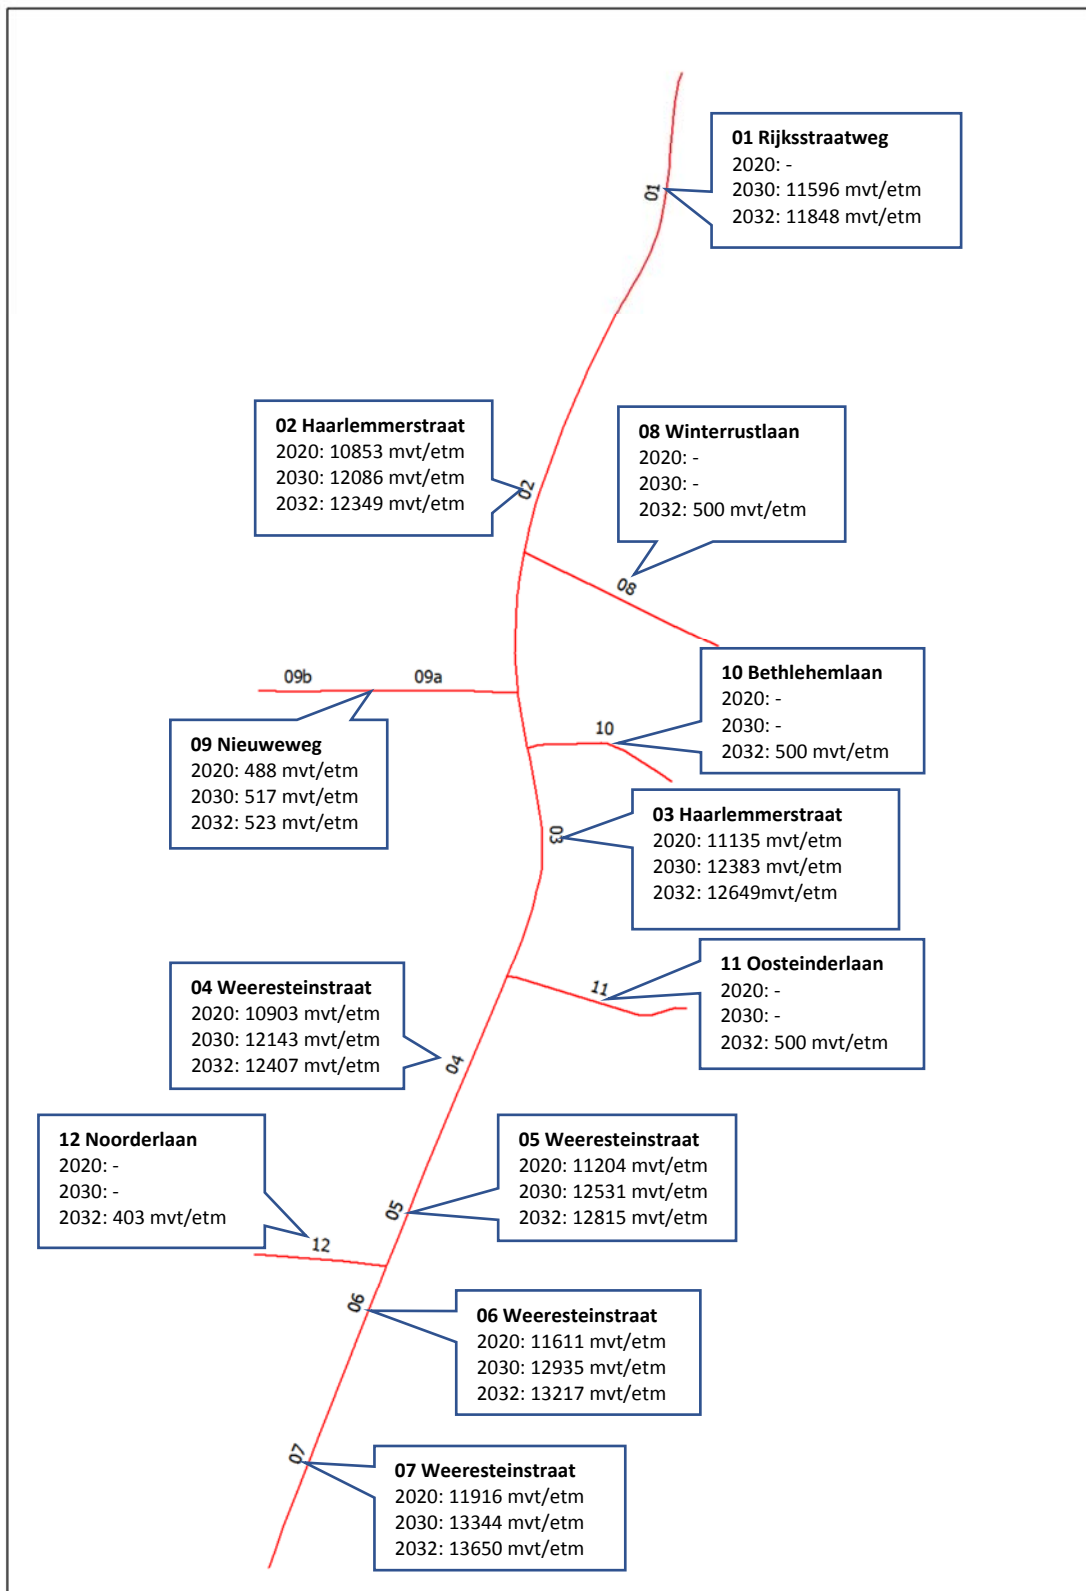 01 Rijksstraatweg
2020: -
2030: 11596 mvt/etm
2032: 11848 mvt/etm
01
02 Haarlemmerstraat
2020: 10853 mvt/etm
2030: 12086 mvt/etm
2032: 12349 mvt/etm
02
08 Winterrustlaan
2020: -
2030: -
2032: 500 mvt/etm
08
09b
09a
09 Nieuweweg
2020: 488 mvt/etm
2030: 517 mvt/etm
2032: 523 mvt/etm
10 Bethlehemlaan
2020: -
2030: -
2032: 500 mvt/etm
10
03 Haarlemmerstraat
2020: 11135 mvt/etm
2030: 12383 mvt/etm
2032: 12649mvt/etm
03
11 Oosteinderlaan
2020: -
2030: -
2032: 500 mvt/etm
11
04 Weeresteinstraat
2020: 10903 mvt/etm
2030: 12143 mvt/etm
2032: 12407 mvt/etm
04
12 Noorderlaan
2020: -
2030: -
2032: 403 mvt/etm
12
05 Weeresteinstraat
2020: 11204 mvt/etm
2030: 12531 mvt/etm
2032: 12815 mvt/etm
05
06 Weeresteinstraat
2020: 11611 mvt/etm
2030: 12935 mvt/etm
2032: 13217 mvt/etm
06
07 Weeresteinstraat
2020: 11916 mvt/etm
2030: 13344 mvt/etm
2032: 13650 mvt/etm
07